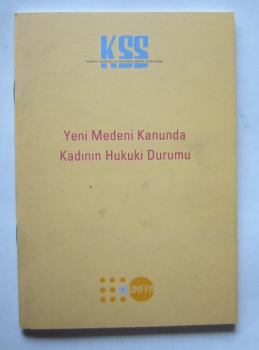 KSS
Yeni Medeni Kanunda
Kadının Hukuki Durumu
UNFPA